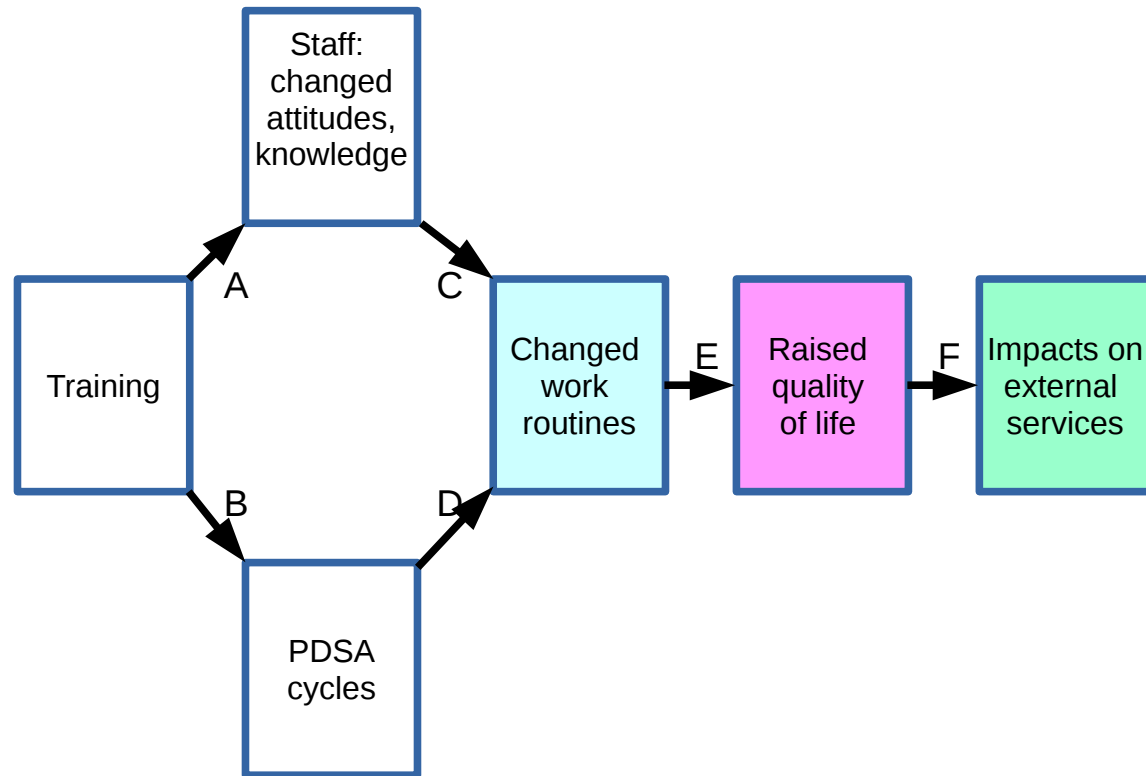 Staff:
changed
attitudes,
knowledge
A
C
Training
Changed
work
routines
E
Raised
quality
of life
F
Impacts on
external
services
B
D
PDSA
cycles